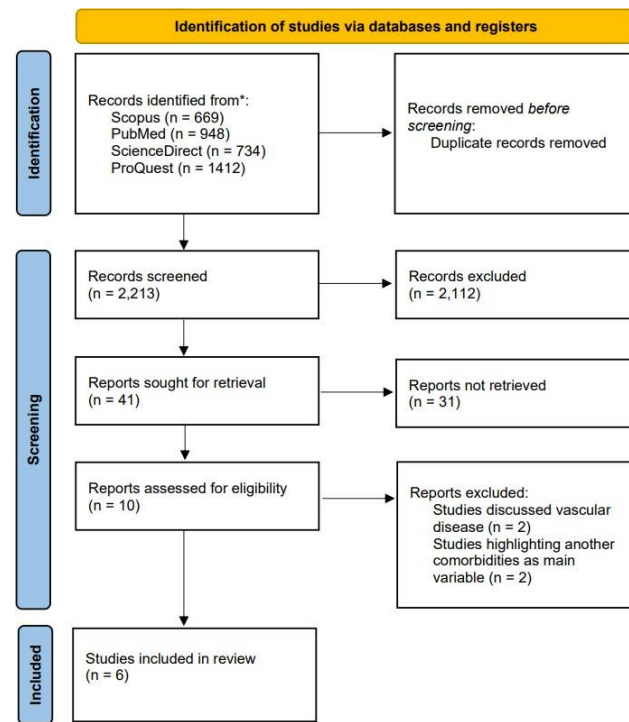 Identification of studies via databases and registers
Identification
Records identified from*:
Scopus (n = 669)
PubMed (n = 948)
ScienceDirect (n = 734)
ProQuest (n = 1412)
Records removed before
screening:
Duplicate records removed
Screening
Records screened
(n = 2,213)
Records excluded
(n = 2,112)
Reports sought for retrieval
(n = 41)
Reports not retrieved
(n = 31)
Reports assessed for eligibility
(n = 10)
Reports excluded:
Studies discussed vascular
disease (n = 2)
Studies highlighting another
comorbidities as main
variable (n = 2)
Included
Studies included in review
(n = 6)